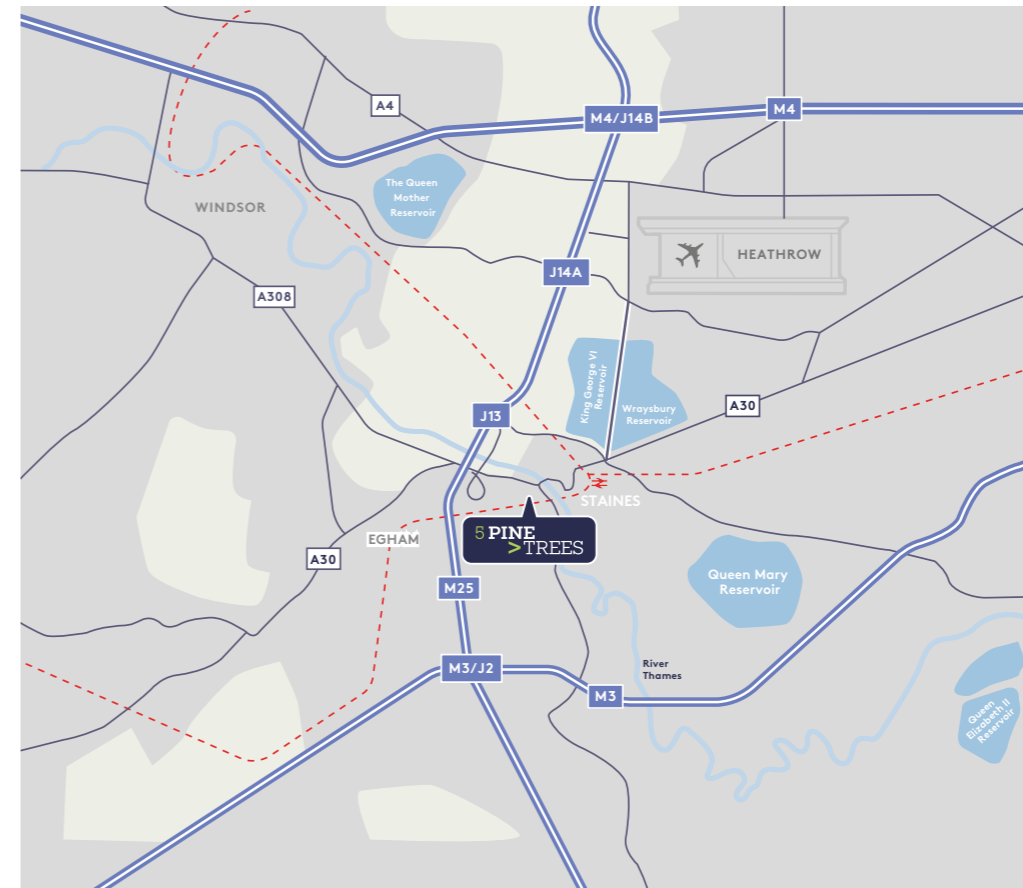 A4
M4/J14B
M4
The Queen
Mother
Reservoir
WINDSOR
HEATHROW
J14A
A308
King George VI
Reservoir
Wraysbury
Reservoir
A30
J13
STAINES
5 PINE
>TREES
EGHAM
A30
M25
Queen Mary
Reservoir
M3/J2
River
Thames
M3
Queen
Elizabeth II
Reservoir